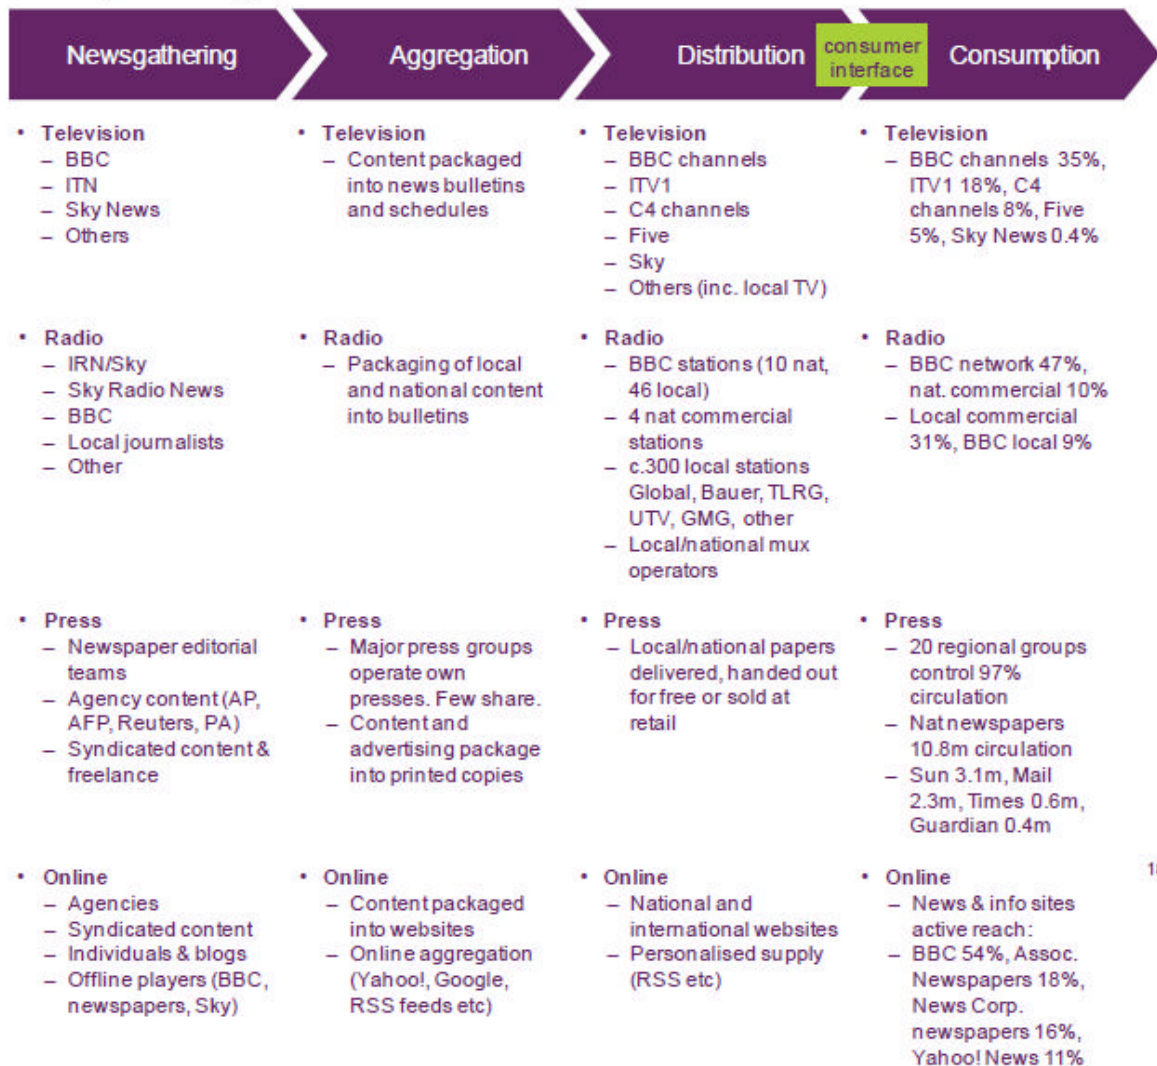 Newsgathering
Aggregation
Distribution
consumer
interface
Consumption
• Television
– BBC
– ITN
– Sky News
– Others
• Television
– Content packaged
into news bulletins
and schedules
• Television
– BBC channels
– ITV1
– C4 channels
– Five
– Sky
– Others (inc. local TV)
• Television
– BBC channels 35%,
ITV1 18%, C4
channels 8%, Five
5%, Sky News 0.4%
• Radio
– IRN/Sky
– Sky Radio News
– BBC
– Local journalists
– Other
• Radio
– Packaging of local
and national content
into bulletins
• Radio
– BBC stations (10 nat,
46 local)
– 4 nat commercial
stations
– c.300 local stations
Global, Bauer, TLRG,
UTV, GMG, other
– Local/national mux
operators
• Radio
– BBC network 47%,
nat. commercial 10%
– Local commercial
31%, BBC local 9%
• Press
– Newspaper editorial
teams
– Agency content (AP,
AFP, Reuters, PA)
– Syndicated content &
freelance
• Press
– Major press groups
operate own
presses. Few share.
– Content and
advertising package
into printed copies
• Press
– Local/national papers
delivered, handed out
for free or sold at
retail
• Press
– 20 regional groups
control 97%
circulation
– Nat newspapers
10.8m circulation
– Sun 3.1m, Mail
2.3m, Times 0.6m,
Guardian 0.4m
• Online
– Agencies
– Syndicated content
– Individuals & blogs
– Offline players (BBC,
newspapers, Sky)
• Online
– Content packaged
into websites
– Online aggregation
(Yahoo!, Google,
RSS feeds etc)
• Online
– National and
international websites
– Personalised supply
(RSS etc)
• Online
– News & info sites
active reach:
– BBC 54%, Assoc.
Newspapers 18%,
News Corp.
newspapers 16%,
Yahoo! News 11%